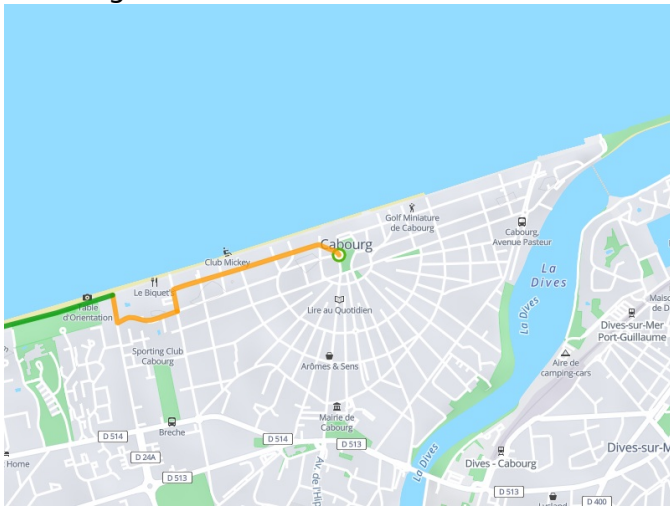 Golf Miniature
de Cabourg
Cabourg
Cabourg,
Avenue Pasteur
Club Mickey
La
Dives
Le Biquet
Table
d'Orientation
Lire au Quotidien
La Dives
Dives-sur-Mer
Port-Guillaume
Sporting Club
Cabourg
Arômes & Sens
Aire de
camping-cars
Mairie de
Cabourg
Breche
D 514
D 514
D 513
Dives-sur-M
Home
D 24A
Dives
Dives - Cabourg
D 513
D 513
D 400